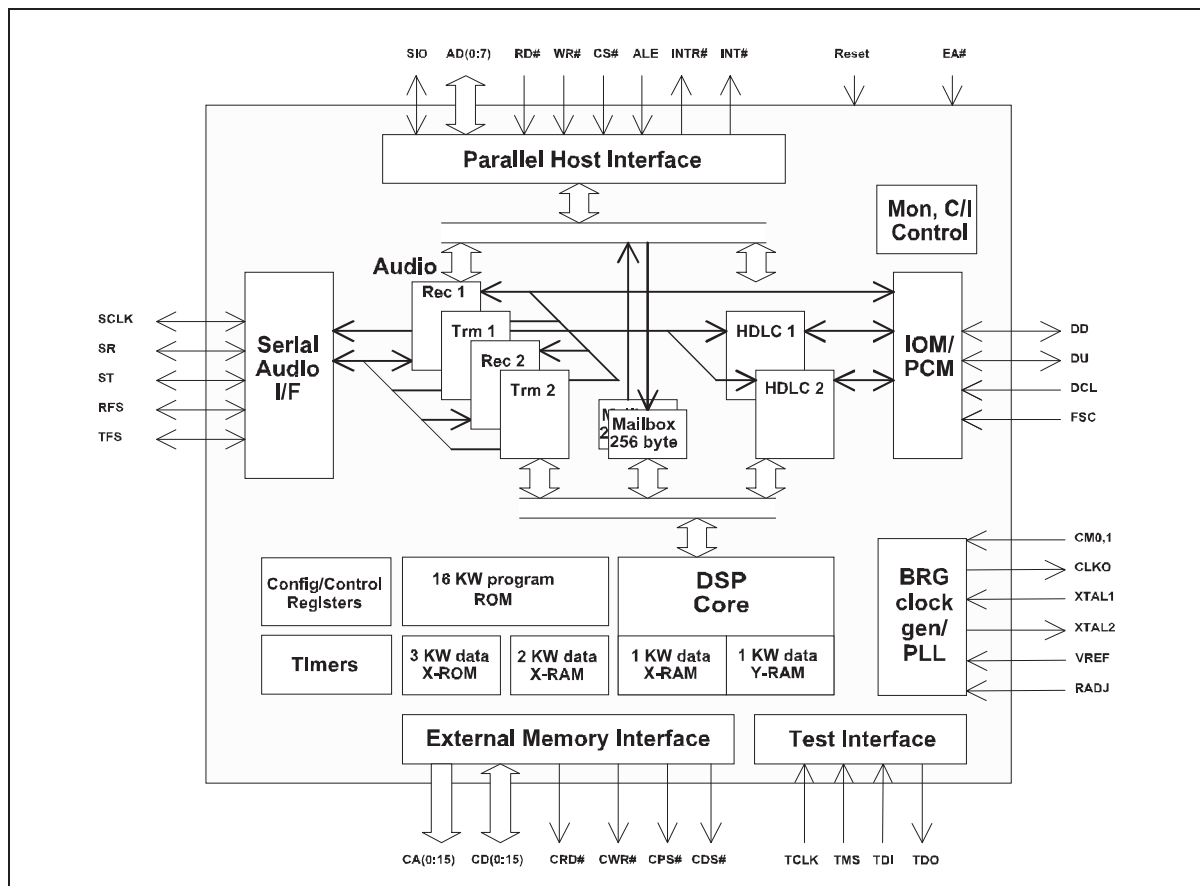 SIO AD(0:7) RD# WR# CS# ALE INTR# INT# Reset EA#
Parallel Host Interface
Mon, C/I
Control
Audio
Rec 1
Trm 1
Rec 2
Trm 2
HDLC 1
HDLC 2
Mailbox
256 byte
SCLK
SR
ST
RFS
TFS
Serial
Audio
I/F
IOM/
PCM
DD
DU
DCL
FSC
Config/Control
Registers
16 KW program
ROM
DSP
Core
Timers
3 KW data
X-ROM
2 KW data
X-RAM
1 KW data
X-RAM
1 KW data
Y-RAM
BRG
clock
gen/
PLL
CM0,1
CLKO
XTAL1
XTAL2
VREF
RADJ
External Memory Interface
Test Interface
CA(0:15) CD(0:15) CRD# CWR# CPS# CDS# TCLK TMS TDI TDO